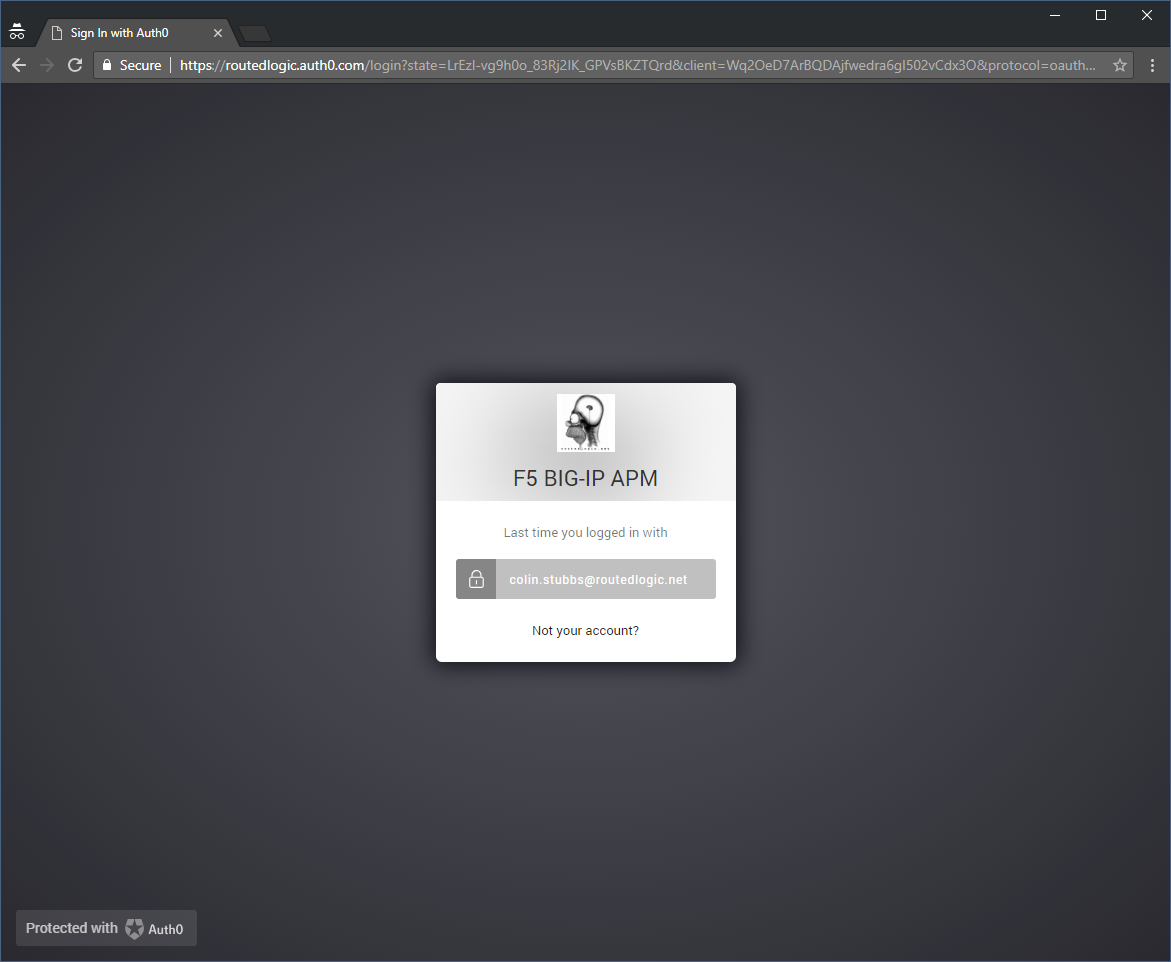 Sign In with Auth0
Secure
https://routedlogic.auth0.com/login?state=LrEzl-vg9h0o_83Rj2IK_GPVsBKZTQrd&client=Wq2OeD7ArBQDAjfwedra6gI502vCdx3O&protocol=oauth...
F5 BIG-IP APM
Last time you logged in with
colin.stubbs@routedlogic.net
Not your account?
Protected with Auth0